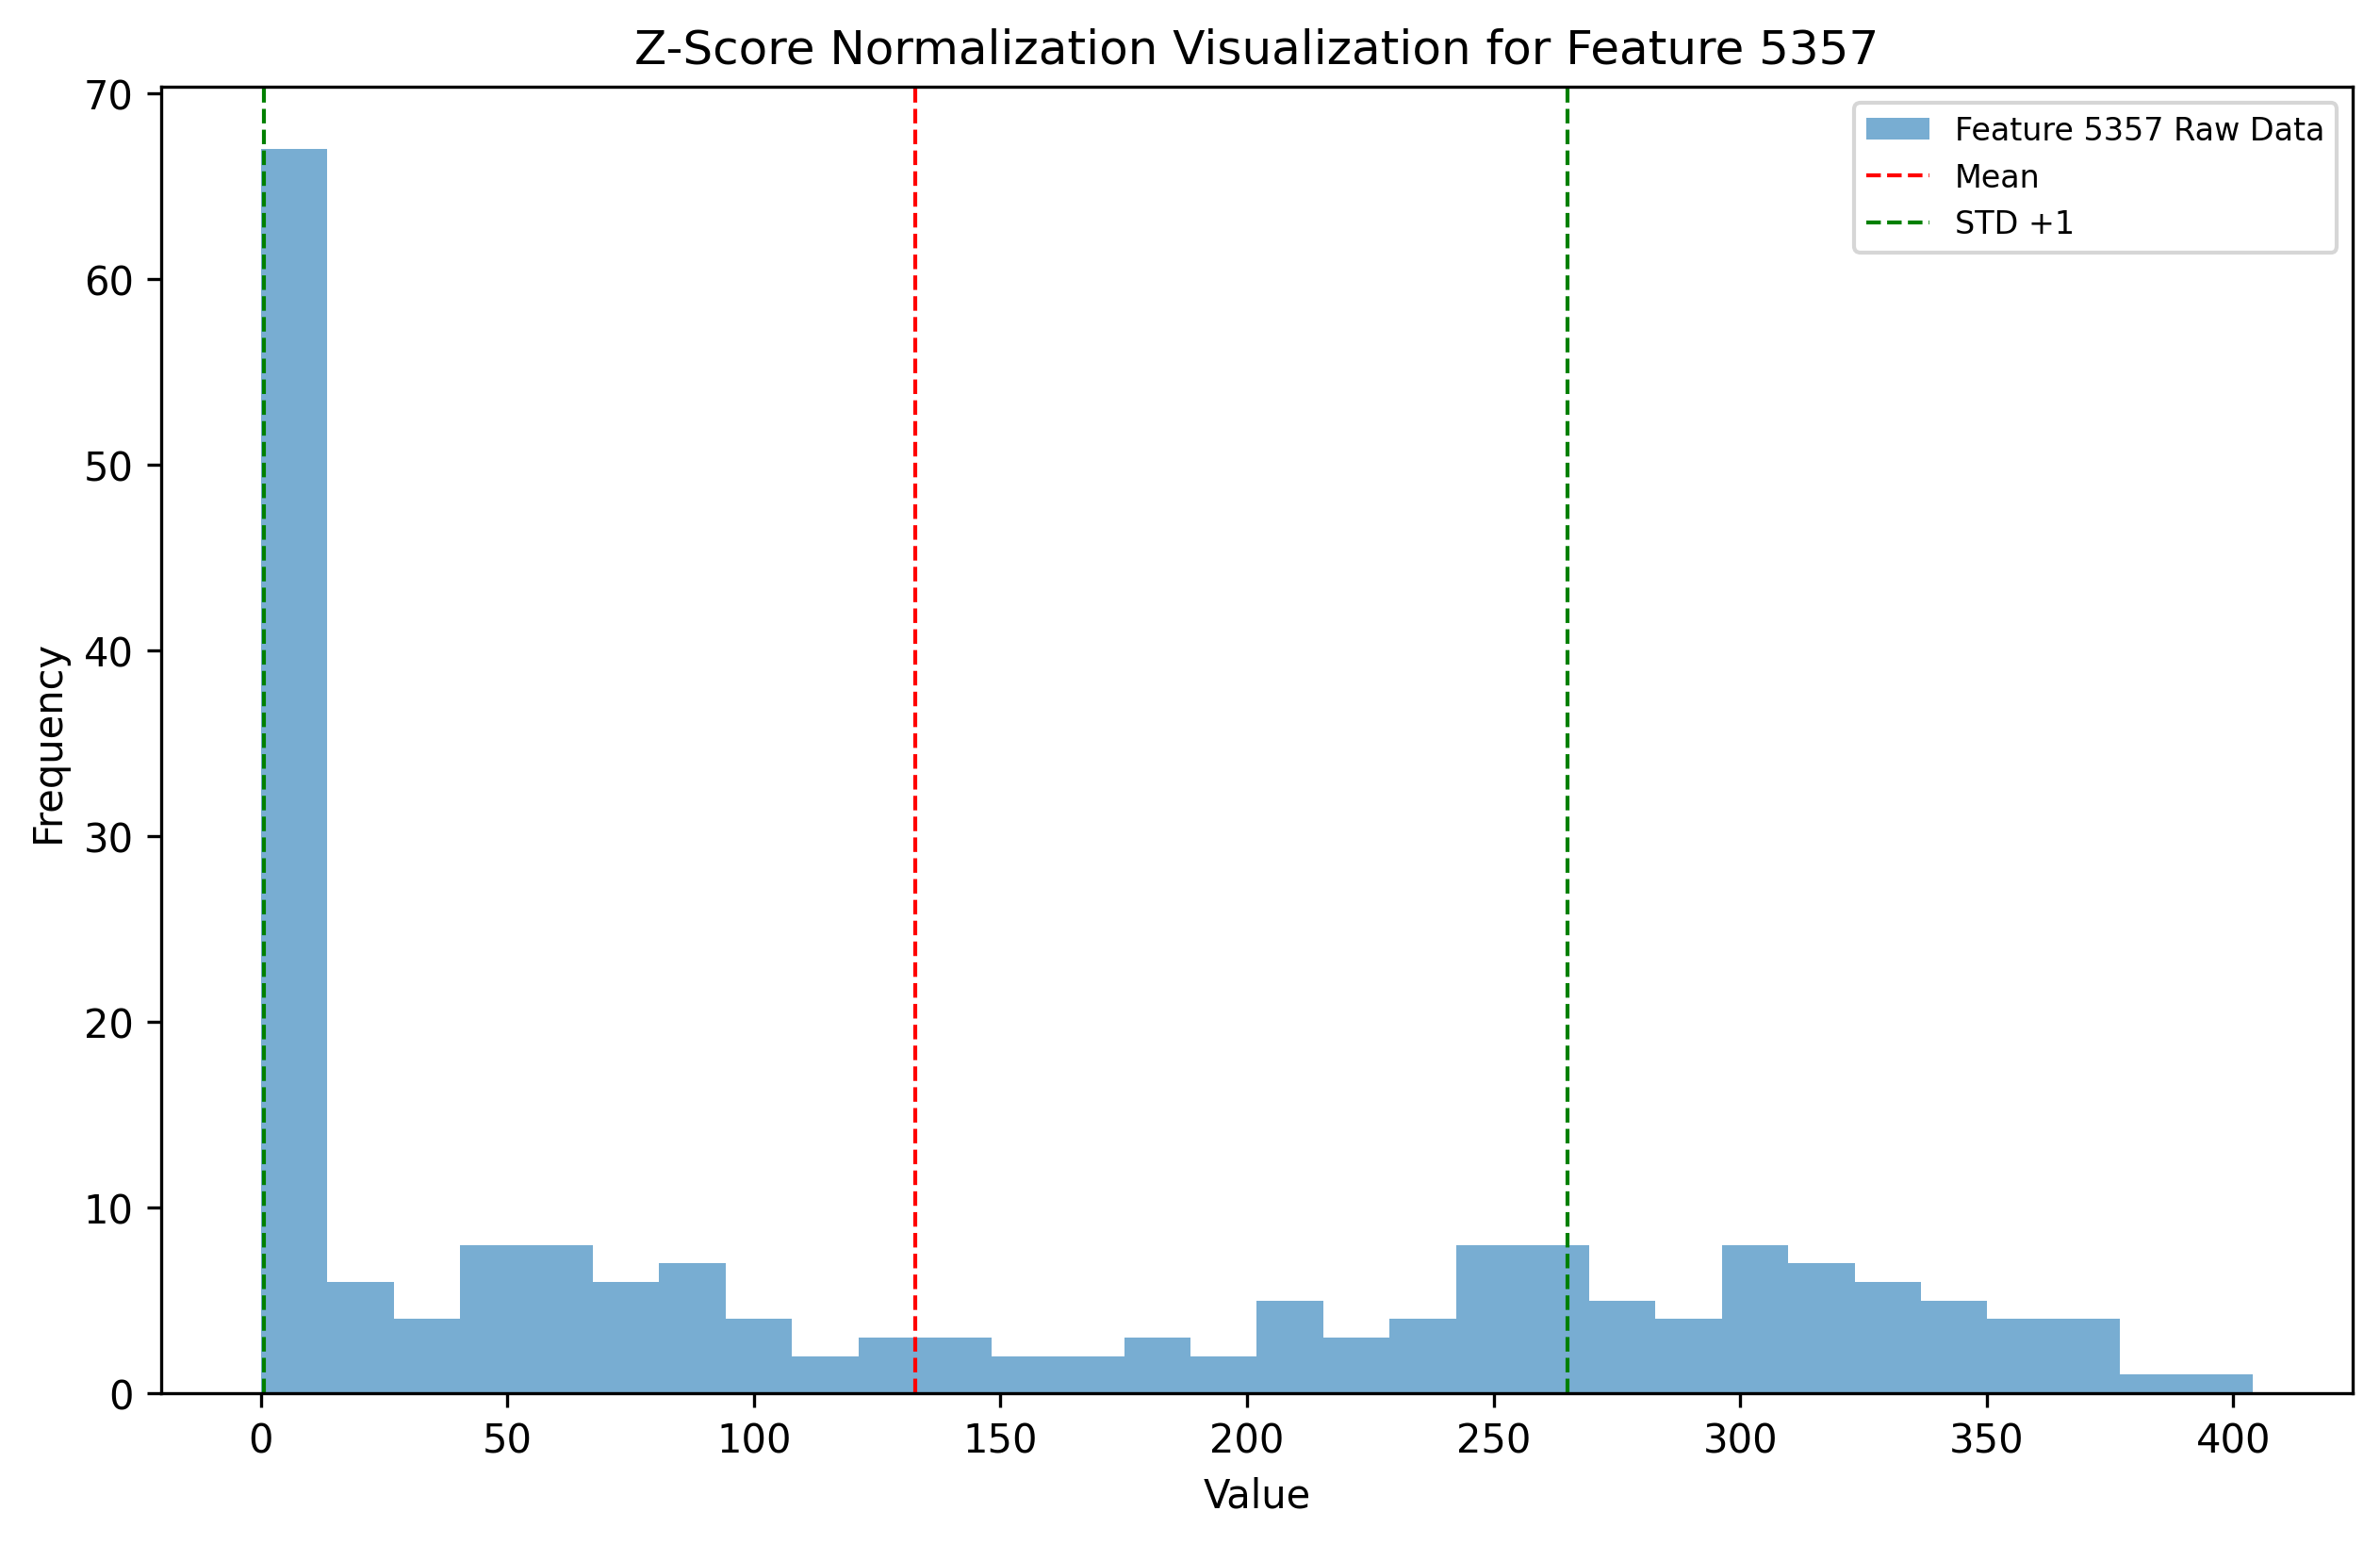 Z-Score Normalization Visualization for Feature 5357
Feature 5357 Raw Data
Mean
STD +1
Frequency
70
60
50
40
30
20
10
0
0 50 100 150 200 250 300 350 400
Value